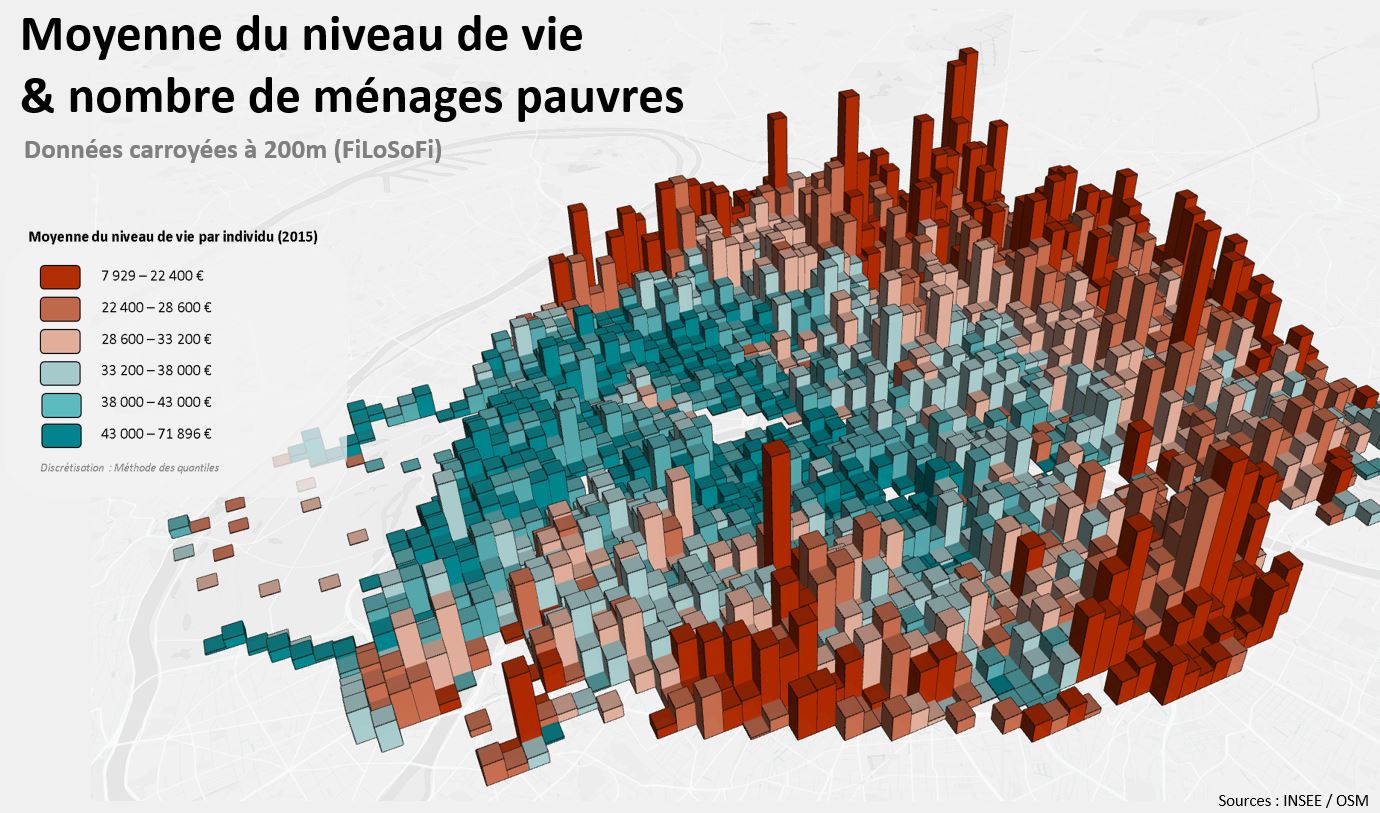 Moyenne du niveau de vie
& nombre de ménages pauvres
Données carroyées à 200m (FiLoSoFi)
Moyenne du niveau de vie par individu (2015)
7 929 – 22 400 €
22 400 – 28 600 €
28 600 – 33 200 €
33 200 – 38 000 €
38 000 – 43 000 €
43 000 – 71 896 €
Discrétisation : Méthode des quantiles
Sources : INSEE / OSM